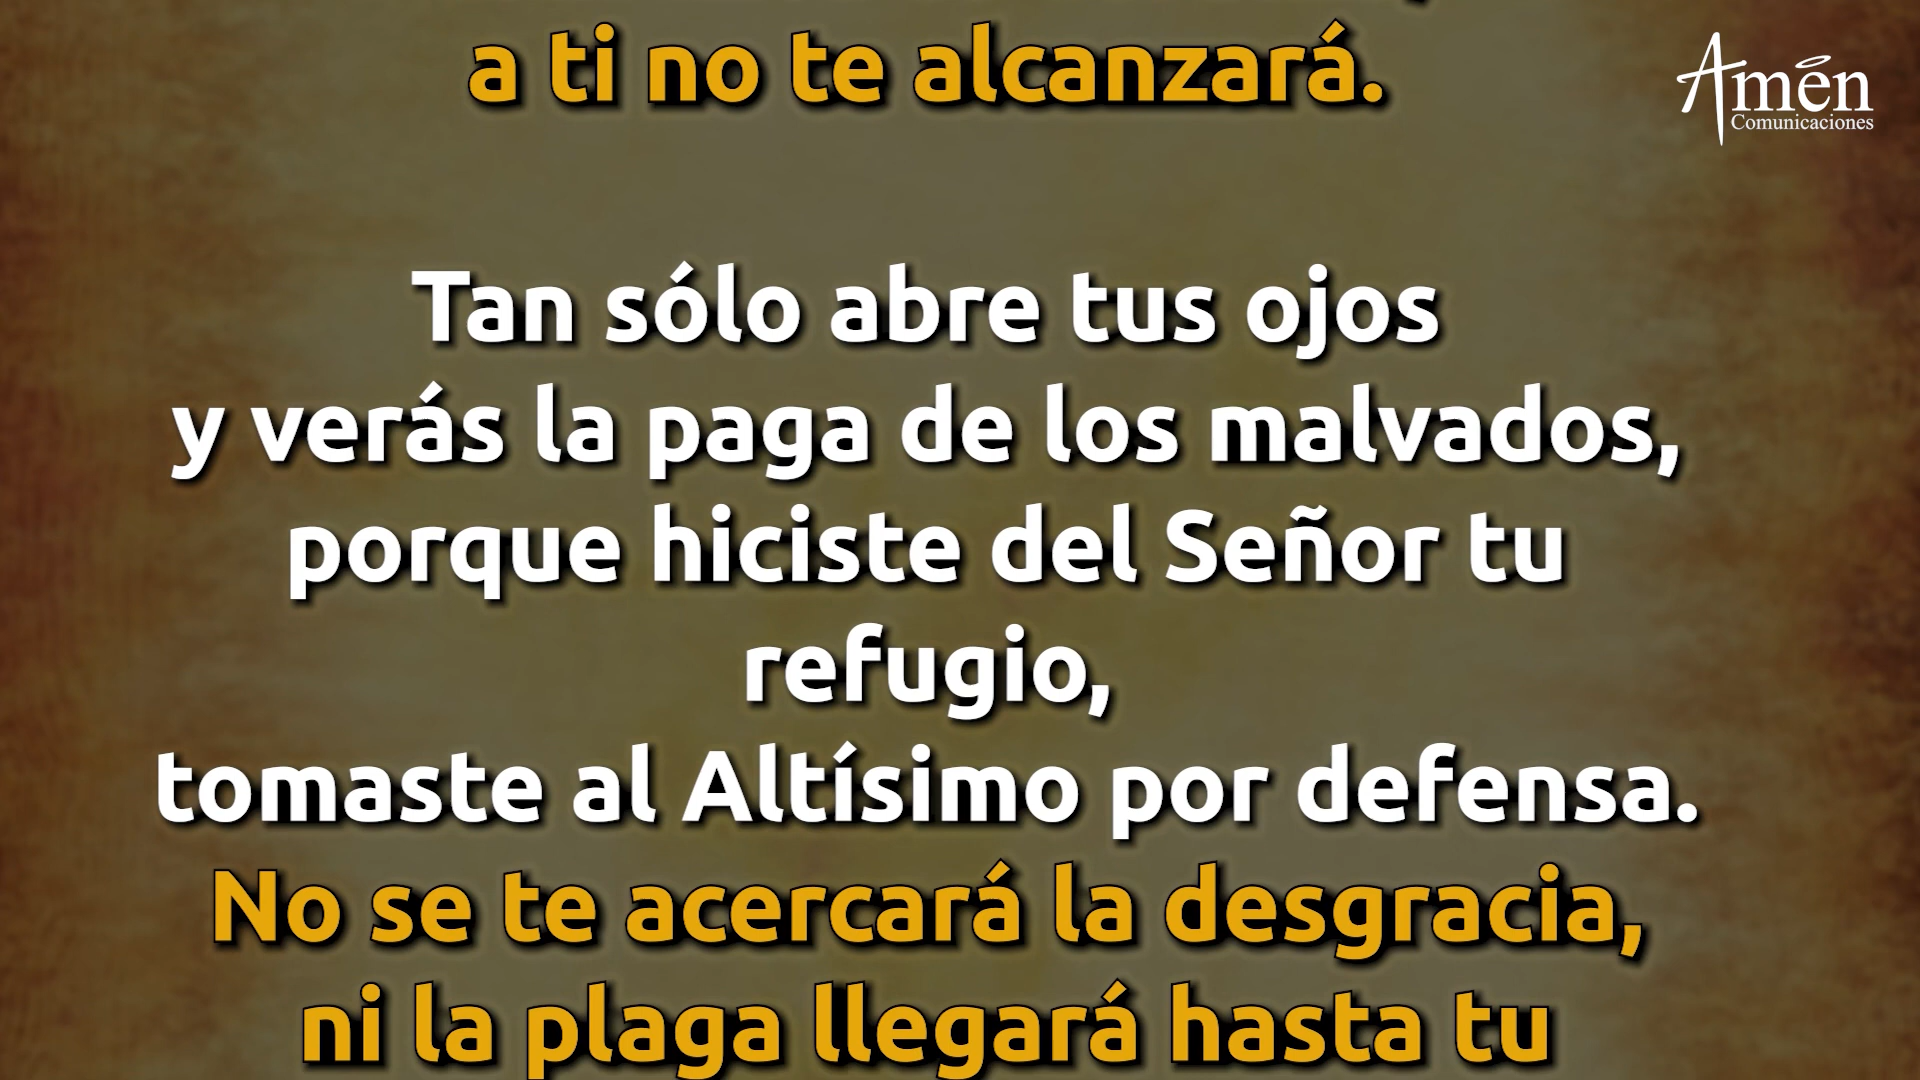 a ti no te alcanzará.
Amén
Comunicaciones
Tan sólo abre tus ojos
y verás la paga de los malvados,
porque hiciste del Señor tu
refugio,
tomaste al Altísimo por defensa.
No se te acercará la desgracia,
ni la plaga llegará hasta tu